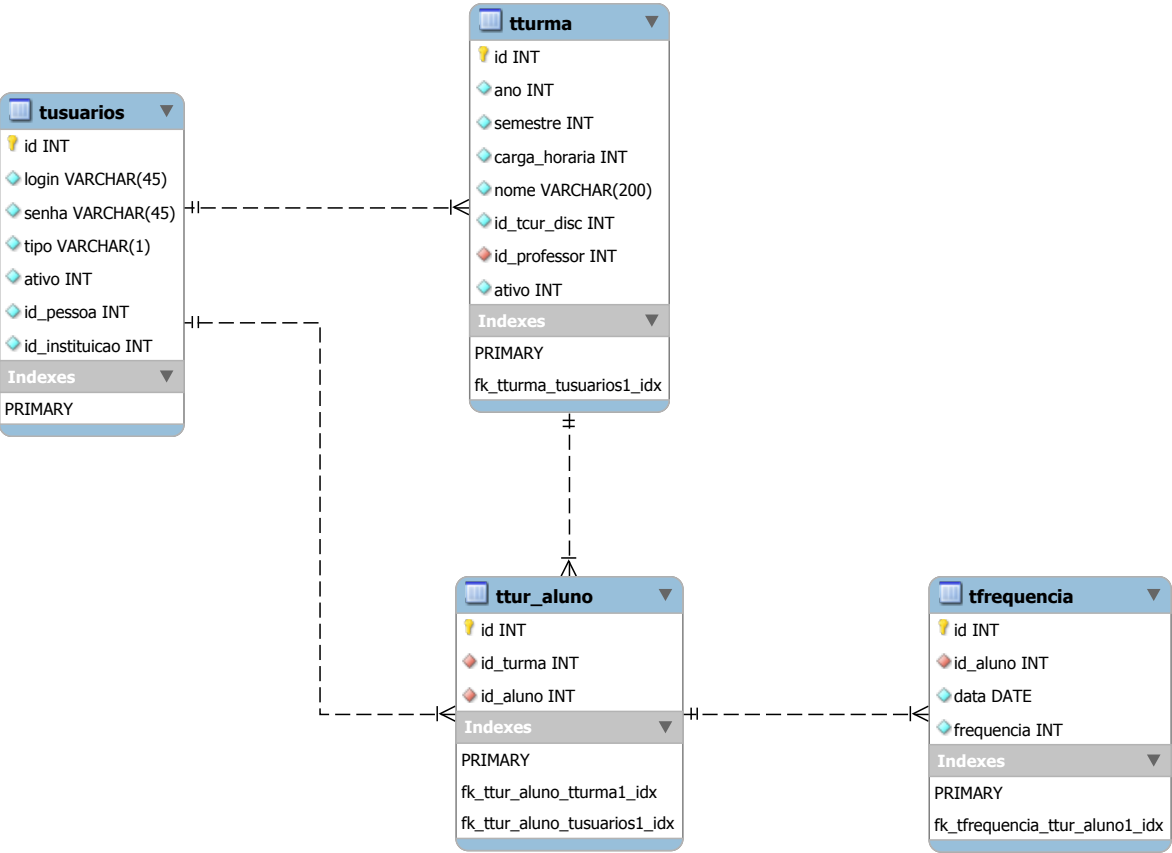 tusuarios
id INT
login VARCHAR(45)
senha VARCHAR(45)
tipo VARCHAR(1)
ativo INT
id_pessoa INT
id_instituicao INT
Indexes
PRIMARY
tturma
id INT
ano INT
semestre INT
carga_horaria INT
nome VARCHAR(200)
id_tcur_disc INT
id_professor INT
ativo INT
Indexes
PRIMARY
fk_tturma_tusuarios1_idx
ttur_aluno
id INT
id_turma INT
id_aluno INT
Indexes
PRIMARY
fk_ttur_aluno_tturma1_idx
fk_ttur_aluno_tusuarios1_idx
tfrequencia
id INT
id_aluno INT
data DATE
frequencia INT
Indexes
PRIMARY
fk_tfrequencia_ttur_aluno1_idx